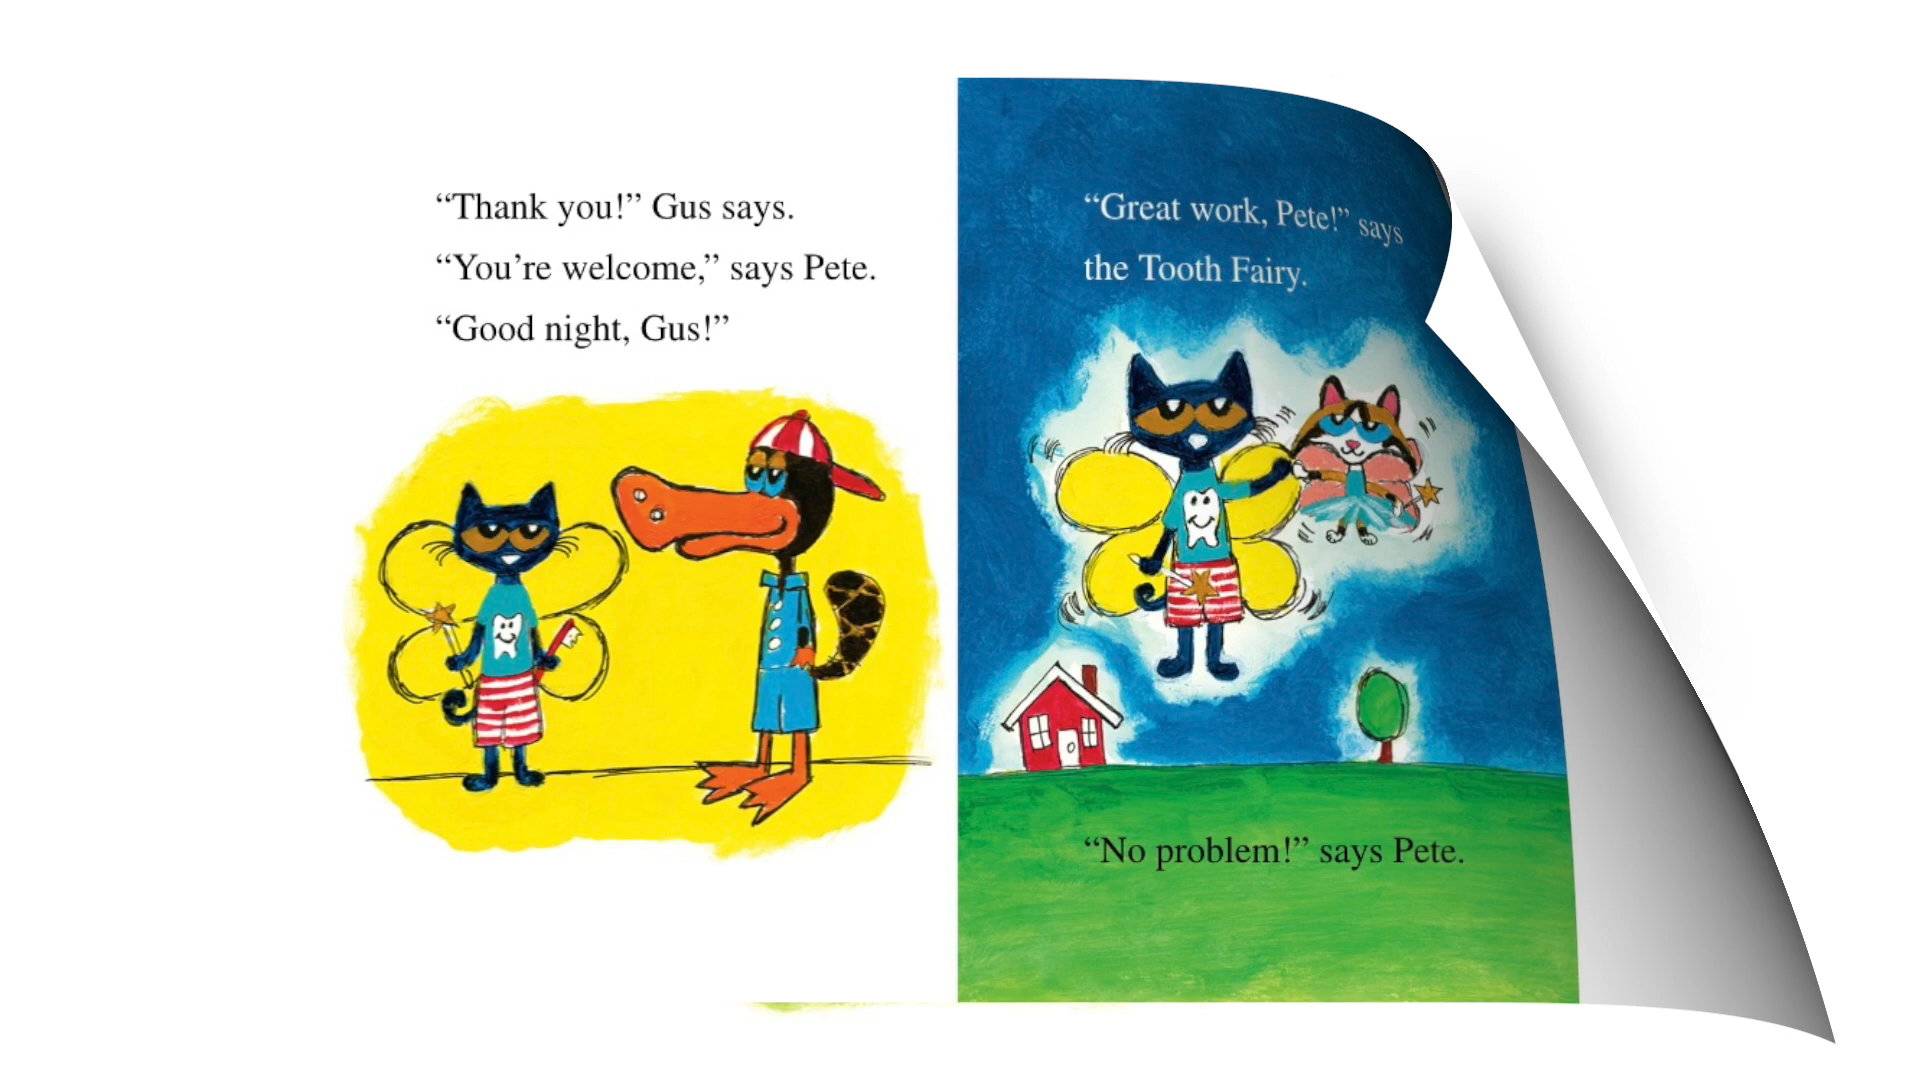 “Thank you!” Gus says.
“You’re welcome,” says Pete.
“Good night, Gus!”
“Great work, Pete!” says
the Tooth Fairy.
“No problem!” says Pete.